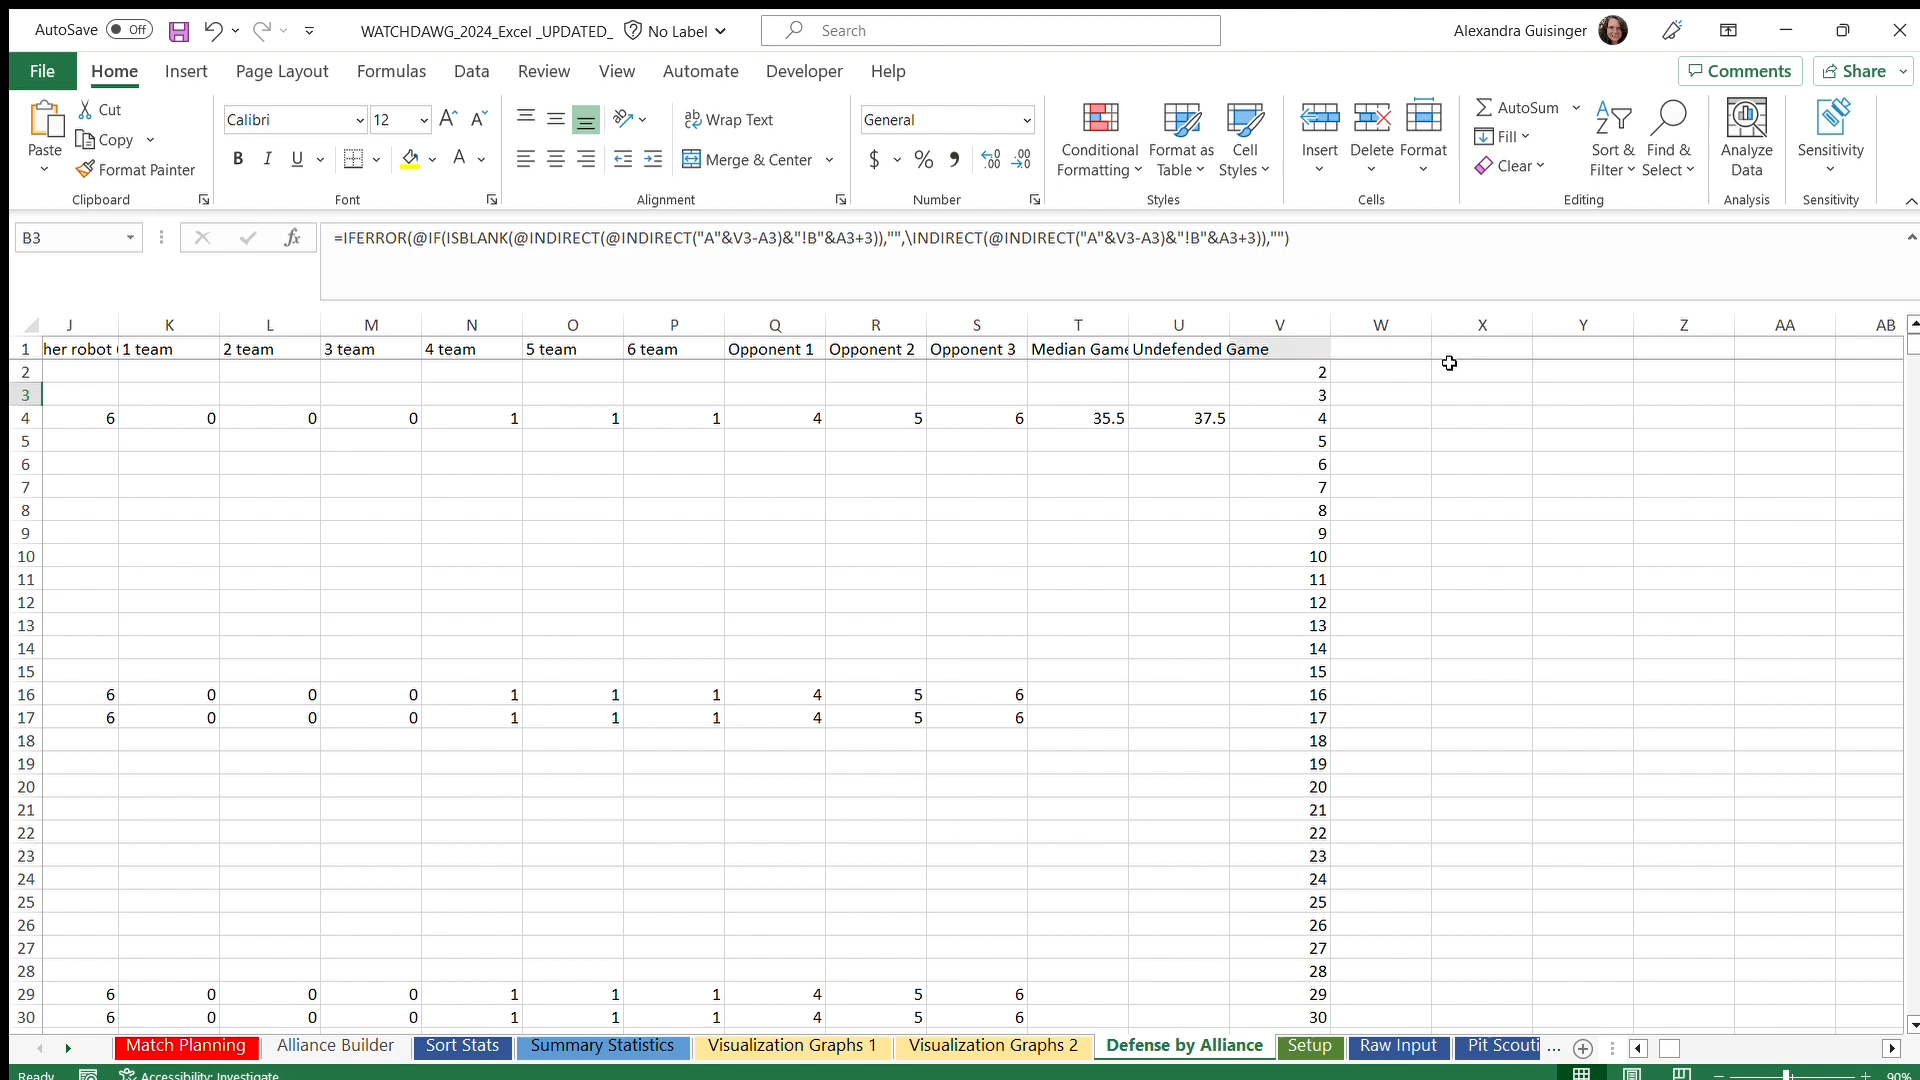 AutoSave Off WATCHDAWG_2024_Excel _UPDATED_ No Label Search Alexandra Guisinger
File Home Insert Page Layout Formulas Data Review View Automate Developer Help Comments Share
Paste Cut Copy Format Painter Clipboard
Calibri 12 B I U A Font
ab Wrap Text Merge & Center Alignment
General $ % Number
Conditional Formatting Format as Table Cell Styles Styles
Insert Delete Format Cells
AutoSum Fill Clear Sort & Filter Find & Select Editing
Analyze Data Analysis
Sensitivity Sensitivity
B3 fx =IFERROR(@IF(ISBLANK(@INDIRECT(@INDIRECT("A"&V3-A3)&"!B"&A3+3)),"",\INDIRECT(@INDIRECT("A"&V3-A3)&"!B"&A3+3)),"")
J K L M N O P Q R S T U V W X Y Z AA AB
1 her robot 1 team 2 team 3 team 4 team 5 team 6 team Opponent 1 Opponent 2 Opponent 3 Median Game Undefended Game
2 2
3 3
4 6 0 0 0 1 1 1 4 5 6 35.5 37.5 4
5 5
6 6
7 7
8 8
9 9
10 10
11 11
12 12
13 13
14 14
15 15
16 6 0 0 0 1 1 1 4 5 6 16
17 6 0 0 0 1 1 1 4 5 6 17
18 18
19 19
20 20
21 21
22 22
23 23
24 24
25 25
26 26
27 27
28 28
29 6 0 0 0 1 1 1 4 5 6 29
30 6 0 0 0 1 1 1 4 5 6 30
Match Planning Alliance Builder Sort Stats Summary Statistics Visualization Graphs 1 Visualization Graphs 2 Defense by Alliance Setup Raw Input Pit Scouti ...
Ready Accessibility: Investigate 90%